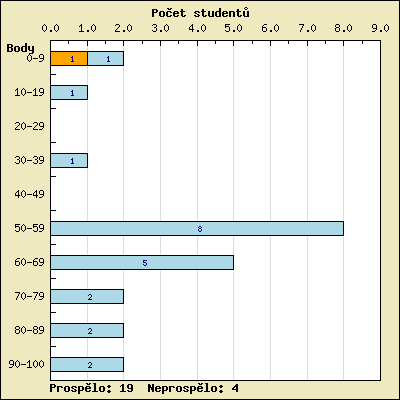 Počet studentů
0.0 1.0 2.0 3.0 4.0 5.0 6.0 7.0 8.0 9.0
Body
0-9 1 1
10-19 1
20-29
30-39 1
40-49
50-59 8
60-69 5
70-79 2
80-89 2
90-100 2
Prospělo: 19 Neprospělo: 4